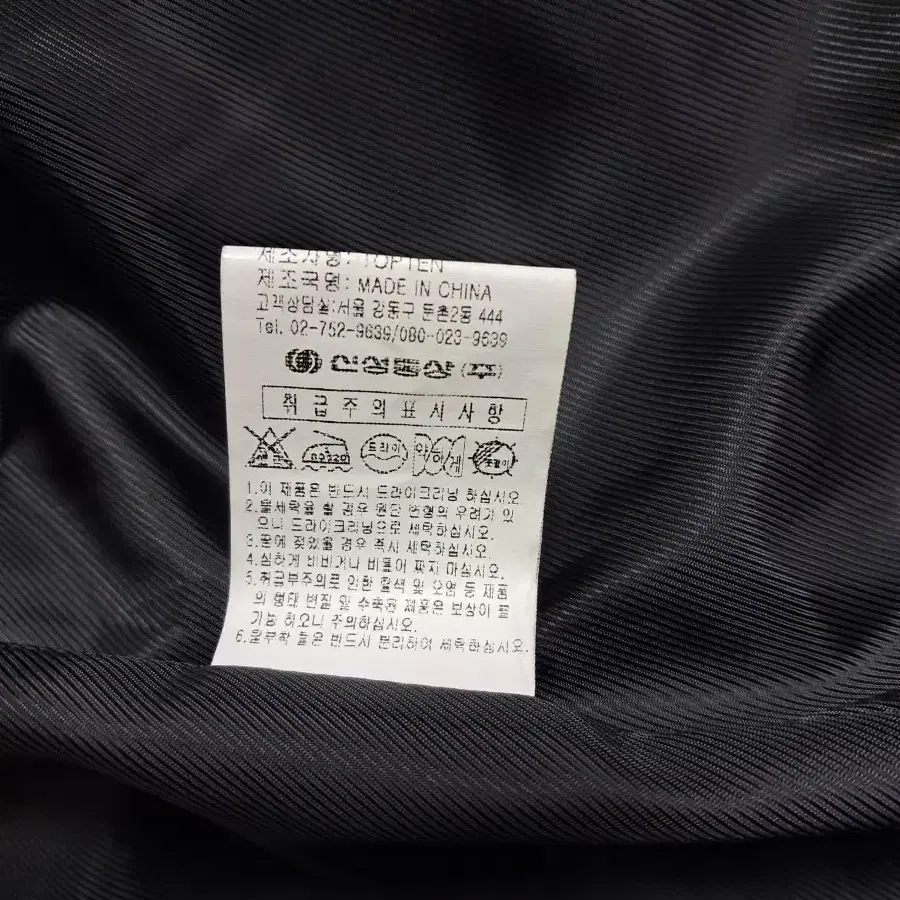 제조자명: TOPTEN
제조국명: MADE IN CHINA
고객상담실:서울 강동구 둔촌2동 444
Tel. 02-752-9639/080-023-9639
신성통상(주)
취급주의표시사항
드라이 약하게
1.이 제품은 반드시 드라이크리닝 하십시오.
2.물세탁을 할 경우 원단 변형의 우려가 있
으니 드라이크리닝으로 세탁하십시오.
3.땀에 젖었을 경우 즉시 세탁하십시오.
4.심하게 비비거나 비틀어 짜지 마십시오.
5.취급부주의로 인한 탈색 및 오염 등 제품
의 형태 변질 및 수축된 제품은 보상이 불
가능 하오니 주의하십시오.
6.탈부착 털은 반드시 분리하여 세탁하십시오.